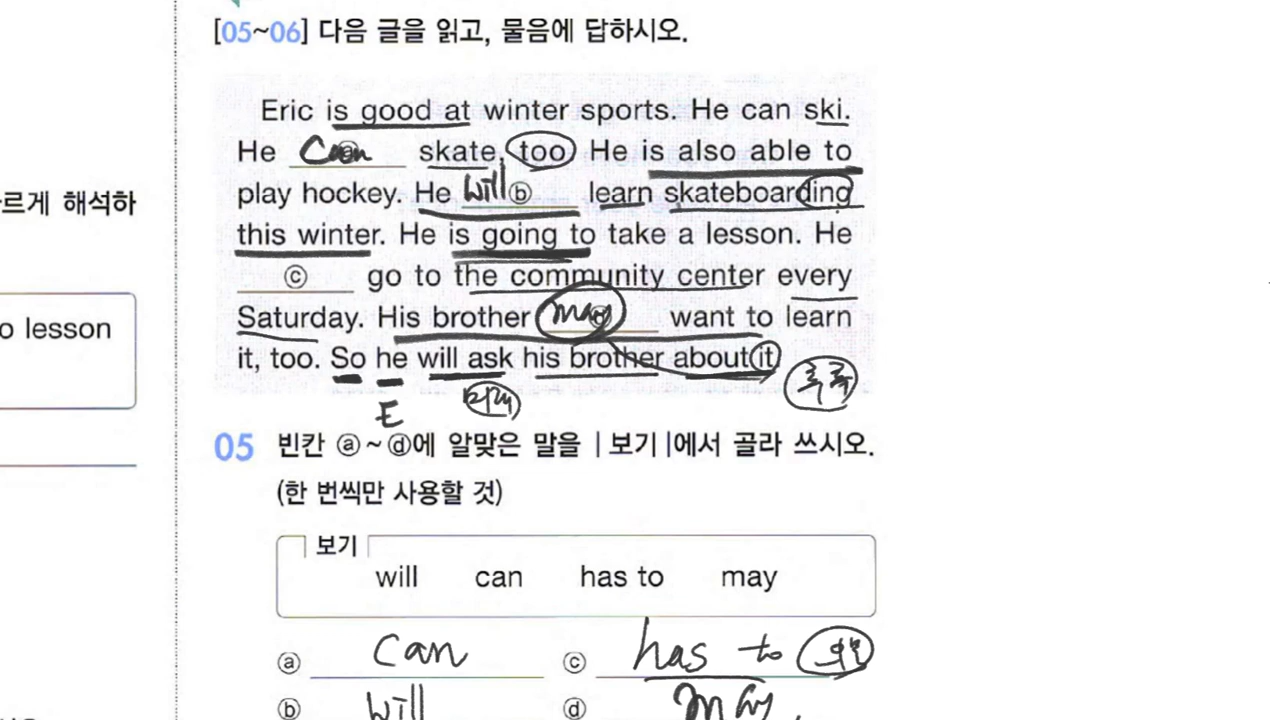 [05~06] 다음 글을 읽고, 물음에 답하시오.
Eric is good at winter sports. He can ski.
He can ⓐ skate, too. He is also able to
play hockey. He will ⓑ learn skateboarding
this winter. He is going to take a lesson. He
ⓒ go to the community center every
Saturday. His brother may ⓓ want to learn
it, too. So he will ask his brother about it
추측
E 미래
르게 해석하
o lesson
05 빈칸 ⓐ~ⓓ에 알맞은 말을 |보기|에서 골라 쓰시오.
(한 번씩만 사용할 것)
보기
will can has to may
ⓐ can ⓒ has to
ⓑ will ⓓ may